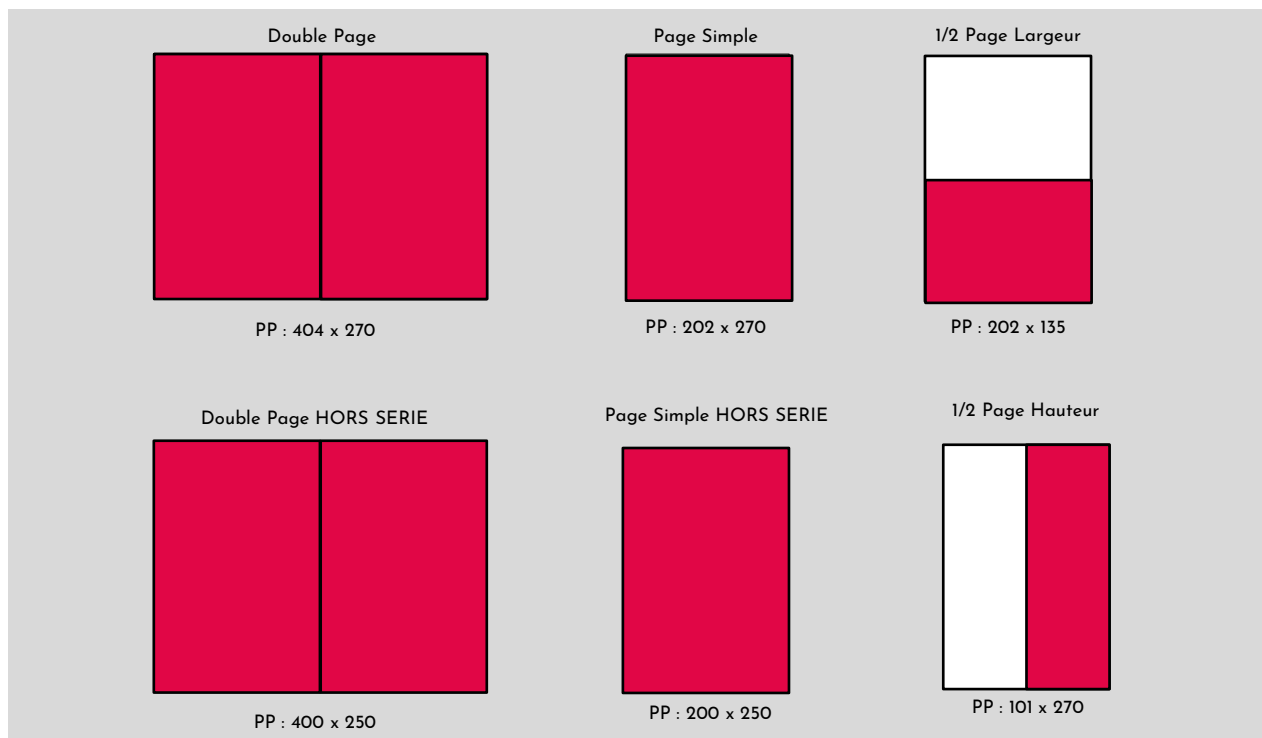 Double Page
Page Simple
1/2 Page Largeur
PP : 404 x 270
PP : 202 x 270
PP : 202 x 135
Double Page HORS SERIE
Page Simple HORS SERIE
1/2 Page Hauteur
PP : 400 x 250
PP : 200 x 250
PP : 101 x 270